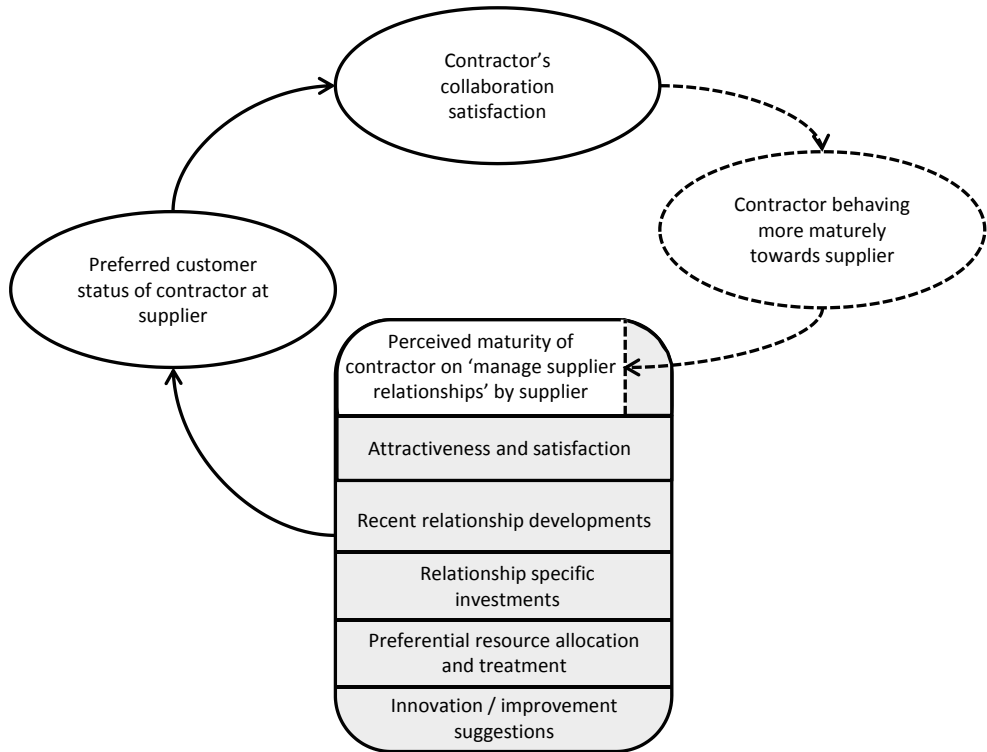 Contractor’s
collaboration
satisfaction
Contractor behaving
more maturely
towards supplier
Preferred customer
status of contractor at
supplier
Perceived maturity of
contractor on ‘manage supplier
relationships’ by supplier
Attractiveness and satisfaction
Recent relationship developments
Relationship specific
investments
Preferential resource allocation
and treatment
Innovation / improvement
suggestions